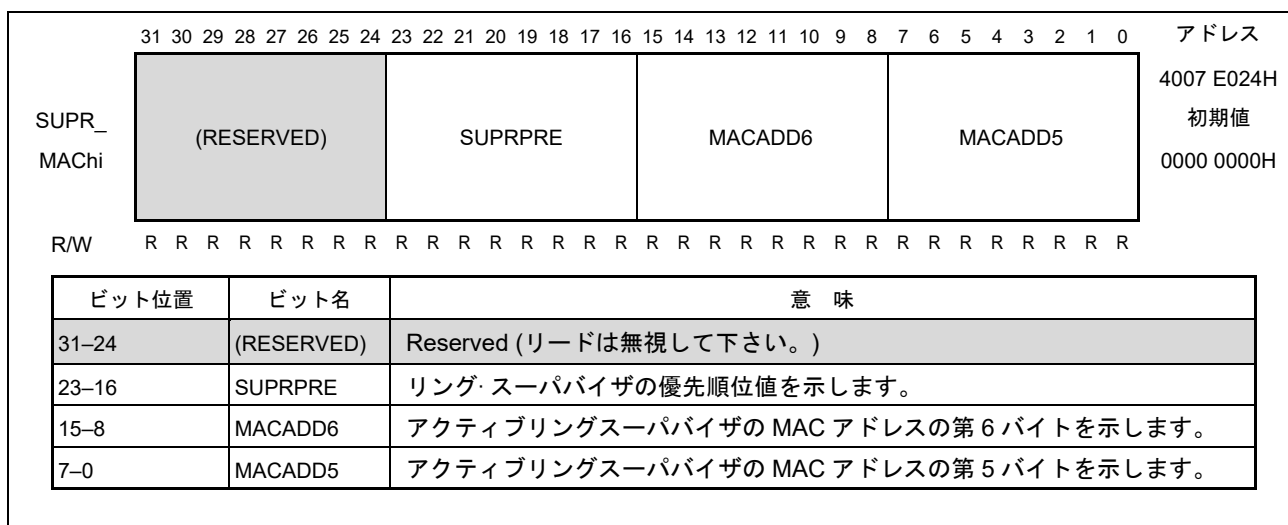 31 30 29 28 27 26 25 24 23 22 21 20 19 18 17 16 15 14 13 12 11 10 9 8 7 6 5 4 3 2 1 0 アドレス
4007 E024H
SUPR_
MAChi
(RESERVED) SUPRPRE MACADD6 MACADD5
初期値
0000 0000H
R/W R R R R R R R R R R R R R R R R R R R R R R R R R R R R R R R R
ビット位置 ビット名 意 味
31–24 (RESERVED) Reserved (リードは無視して下さい。)
23–16 SUPRPRE リング· スーパバイザの優先順位値を示します。
15–8 MACADD6 アクティブリングスーパバイザの MAC アドレスの第 6 バイトを示します。
7–0 MACADD5 アクティブリングスーパバイザの MAC アドレスの第 5 バイトを示します。